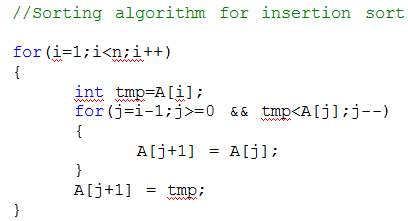 //Sorting algorithm for insertion sort
for(i=1;i<n;i++)
{
int tmp=A[i];
for(j=i-1;j>=0 && tmp<A[j];j--)
{
A[j+1] = A[j];
}
A[j+1] = tmp;
}